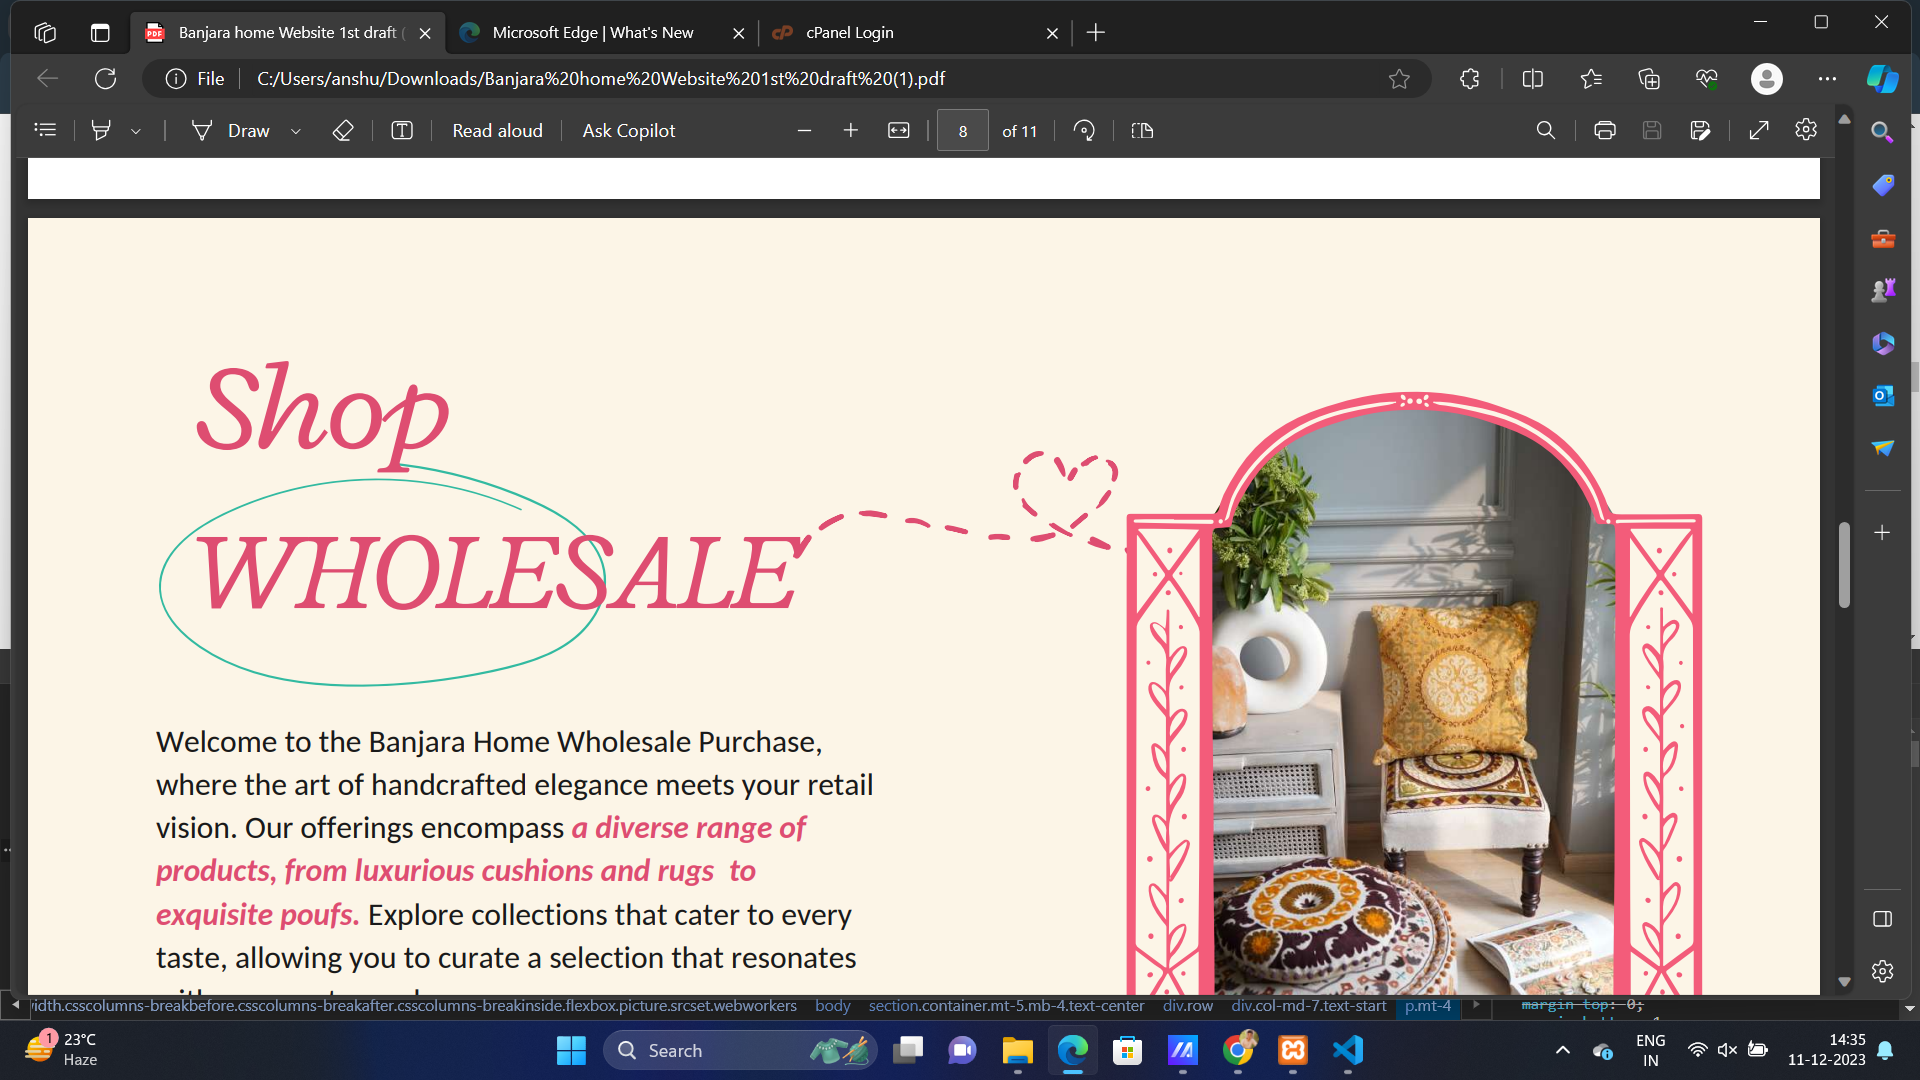 Banjara home Website 1st draft (
Microsoft Edge | What's New
cPanel Login
File
C:/Users/anshu/Downloads/Banjara%20home%20Website%201st%20draft%20(1).pdf
Draw
Read aloud
Ask Copilot
8
of 11
Shop
WHOLESALE
Welcome to the Banjara Home Wholesale Purchase,
where the art of handcrafted elegance meets your retail
vision. Our offerings encompass a diverse range of
products, from luxurious cushions and rugs to
exquisite poufs. Explore collections that cater to every
taste, allowing you to curate a selection that resonates
vidth.csscolumns-breakbefore.csscolumns-breakafter.csscolumns-breakinside.flexbox.picture.srcset.webworkers
body
section.container.mt-5.mb-4.text-center
div.row
div.col-md-7.text-start
p.mt-4
margin-top: 0;
1
23°C
Haze
Search
ENG
IN
14:35
11-12-2023